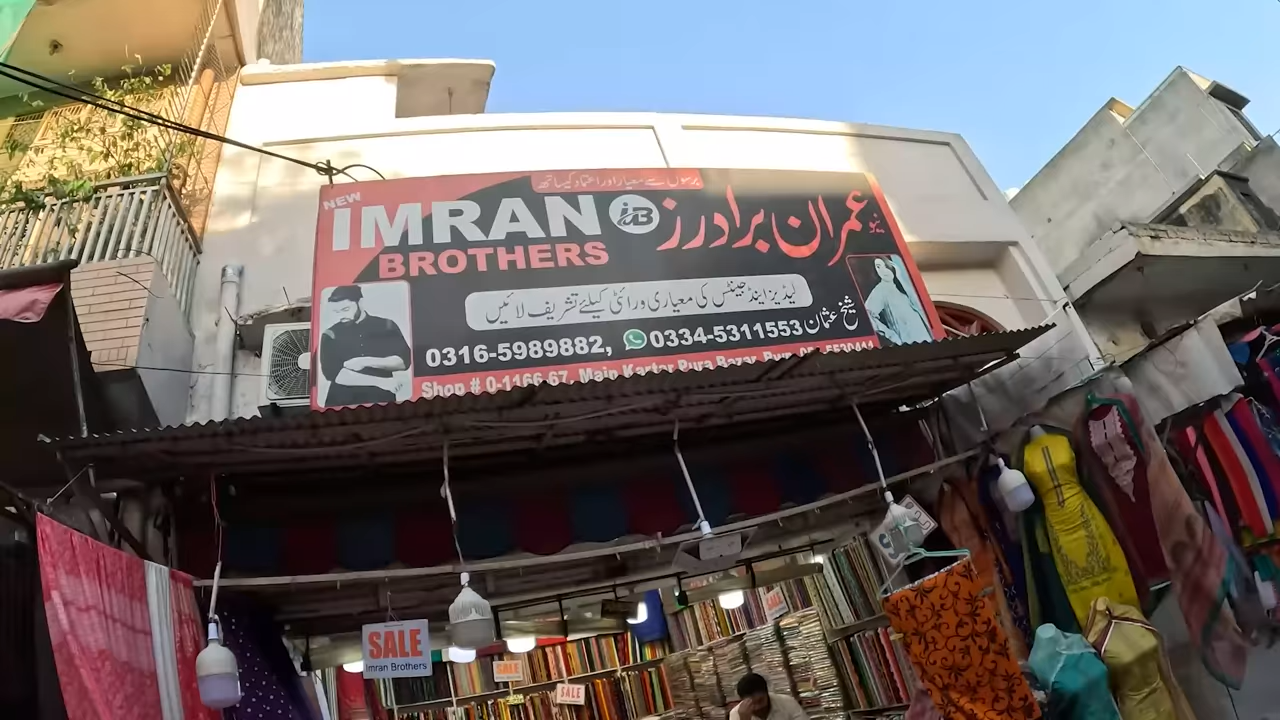 برسوں سے معیار اور اعتماد کیساتھ
NEW
IMRAN
BROTHERS
iB
نیو
عمران برادرز
لیڈیز اینڈ جینٹس کی معیاری ورائٹی کیلئے تشریف لائیں
0316-5989882, 0334-5311553 شیخ عثمان
Shop # 0-1166-67, Main Kartar Pura Bazar,
SALE
Imran Brothers
SALE
SALE
SALE